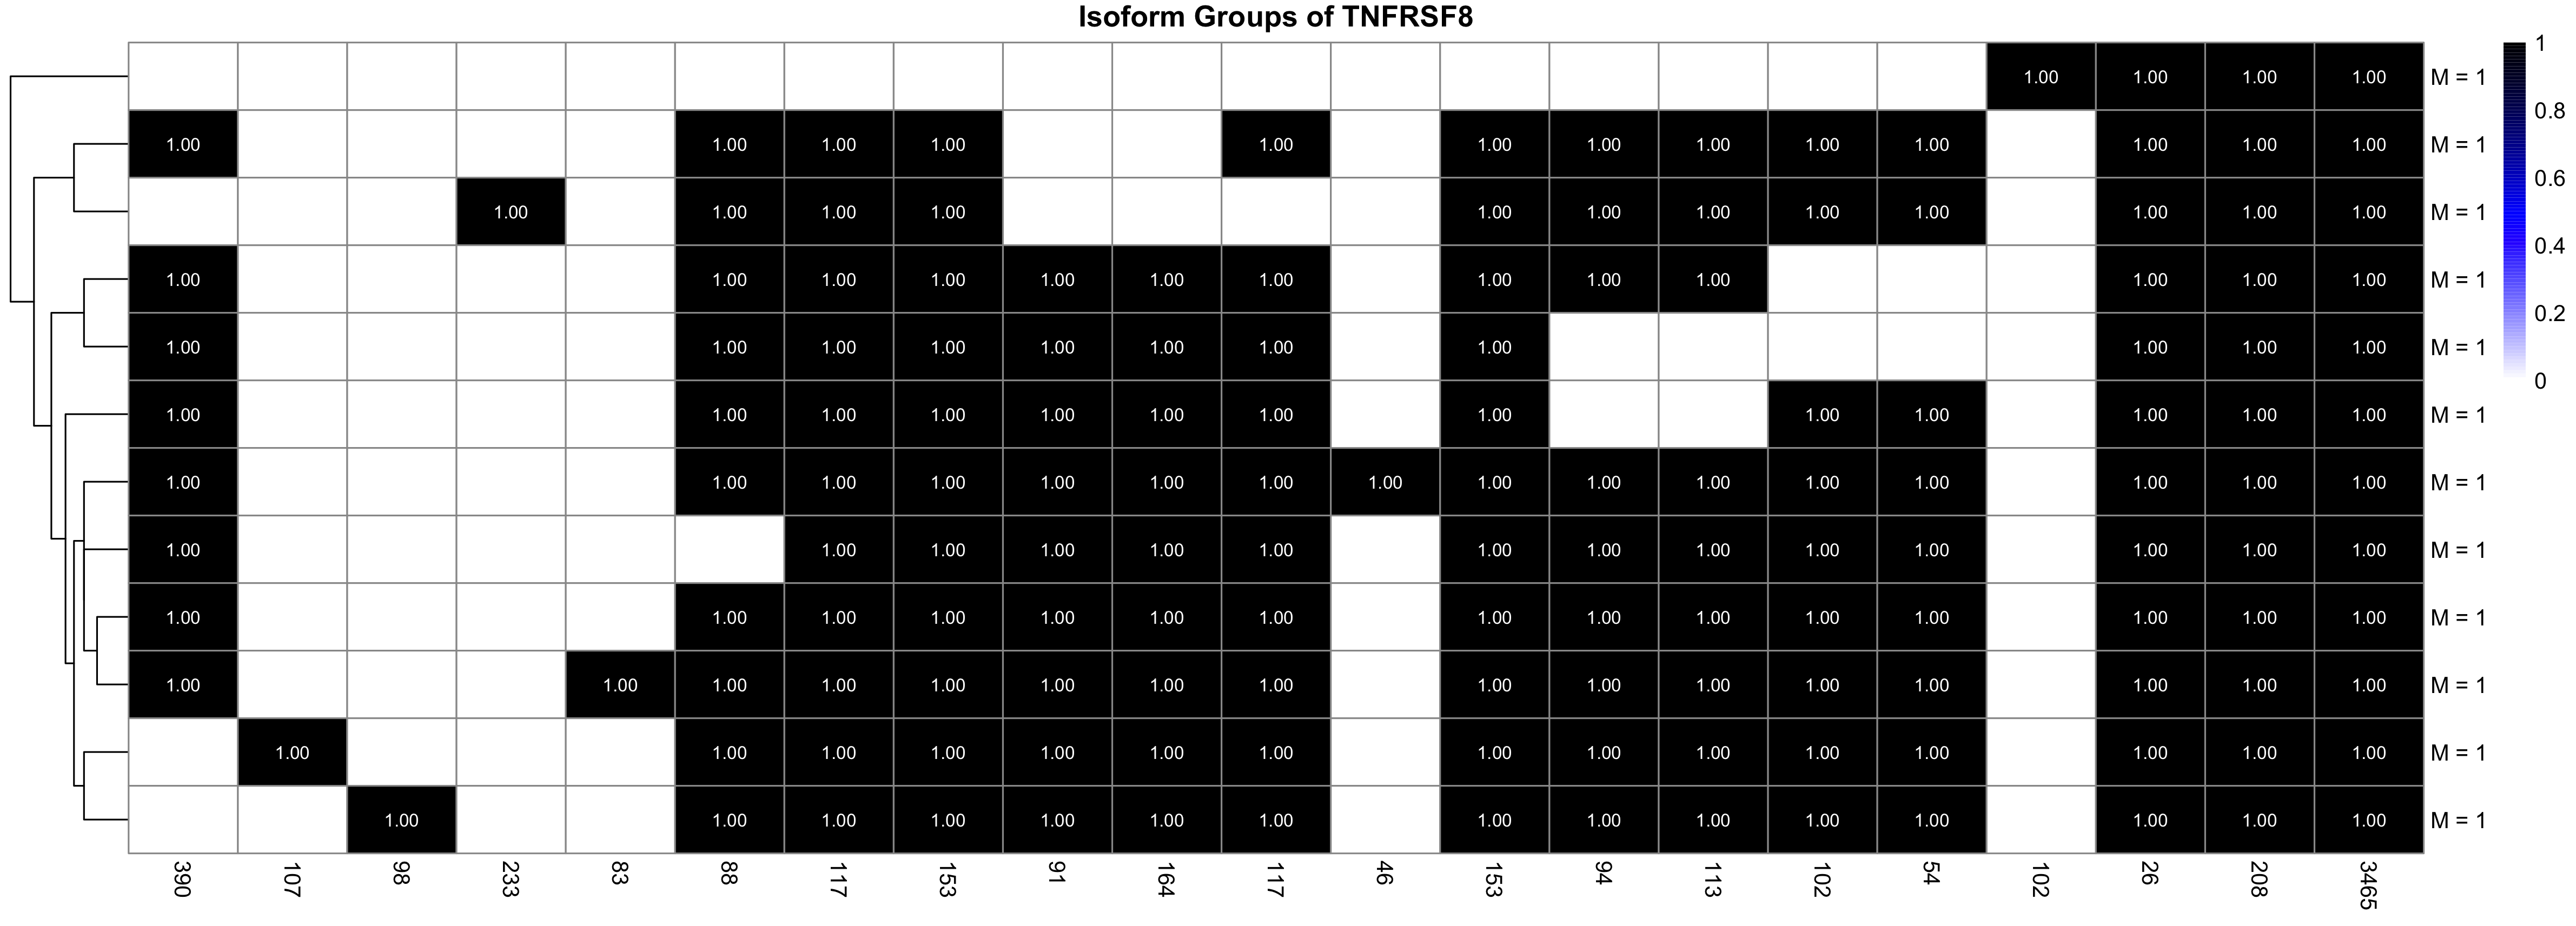 Isoform Groups of TNFRSF8
1.00 1.00 1.00 1.00 M = 1
1.00 1.00 1.00 1.00 1.00 1.00 1.00 1.00 1.00 1.00 1.00 1.00 1.00 M = 1
1.00 1.00 1.00 1.00 1.00 1.00 1.00 1.00 1.00 1.00 1.00 1.00 M = 1
1.00 1.00 1.00 1.00 1.00 1.00 1.00 1.00 1.00 1.00 1.00 1.00 1.00 M = 1
1.00 1.00 1.00 1.00 1.00 1.00 1.00 1.00 1.00 1.00 1.00 M = 1
1.00 1.00 1.00 1.00 1.00 1.00 1.00 1.00 1.00 1.00 1.00 1.00 1.00 M = 1
1.00 1.00 1.00 1.00 1.00 1.00 1.00 1.00 1.00 1.00 1.00 1.00 1.00 1.00 1.00 1.00 M = 1
1.00 1.00 1.00 1.00 1.00 1.00 1.00 1.00 1.00 1.00 1.00 1.00 1.00 1.00 M = 1
1.00 1.00 1.00 1.00 1.00 1.00 1.00 1.00 1.00 1.00 1.00 1.00 1.00 1.00 1.00 M = 1
1.00 1.00 1.00 1.00 1.00 1.00 1.00 1.00 1.00 1.00 1.00 1.00 1.00 1.00 1.00 1.00 M = 1
1.00 1.00 1.00 1.00 1.00 1.00 1.00 1.00 1.00 1.00 1.00 1.00 1.00 1.00 1.00 M = 1
1.00 1.00 1.00 1.00 1.00 1.00 1.00 1.00 1.00 1.00 1.00 1.00 1.00 1.00 1.00 M = 1
390 107 98 233 83 88 117 153 91 164 117 46 153 94 113 102 54 102 26 208 3465
1
0.8
0.6
0.4
0.2
0